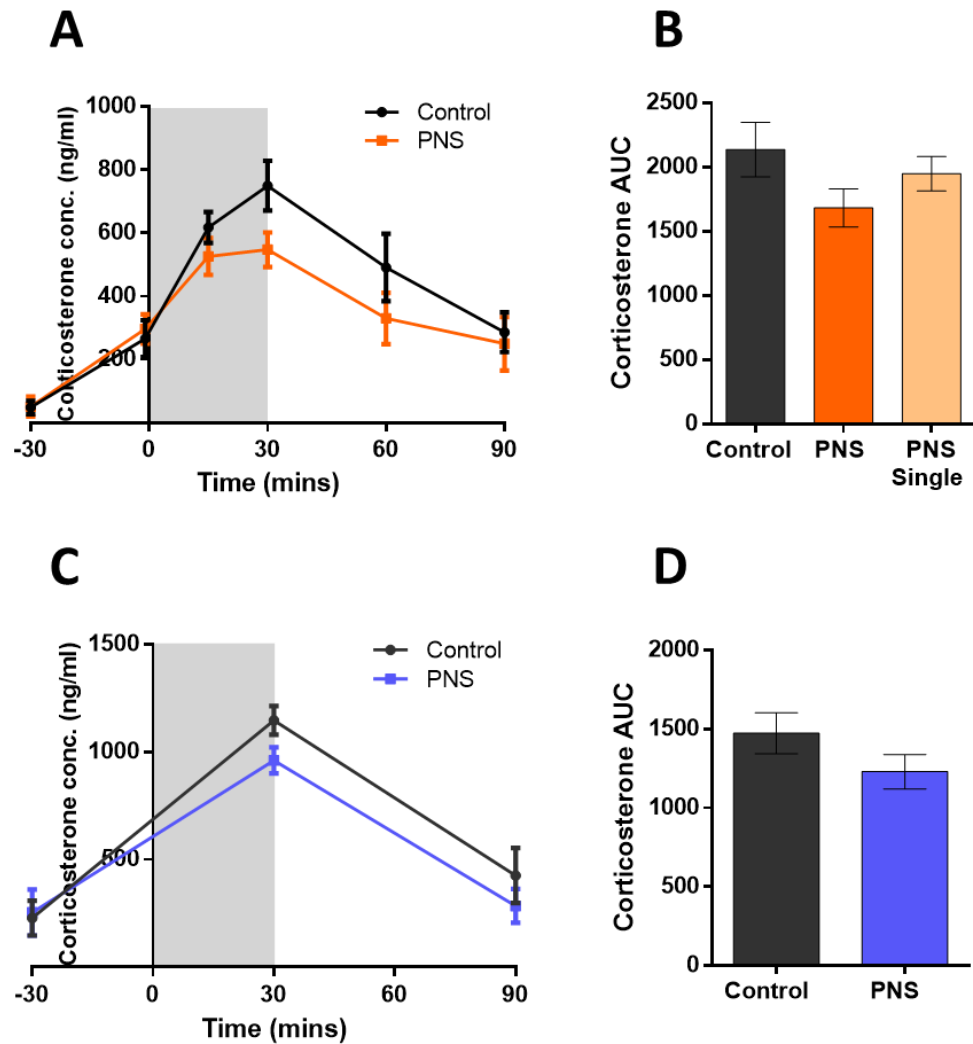 A
Corticosterone conc. (ng/ml)
1000
800
600
400
200
0
-30
0
30
60
90
Time (mins)
Control
PNS
B
Corticosterone AUC
2500
2000
1500
1000
500
0
Control
PNS
PNS
Single
C
Corticosterone conc. (ng/ml)
1500
1000
500
-30
0
30
60
90
Time (mins)
Control
PNS
D
Corticosterone AUC
2000
1500
1000
500
0
Control
PNS